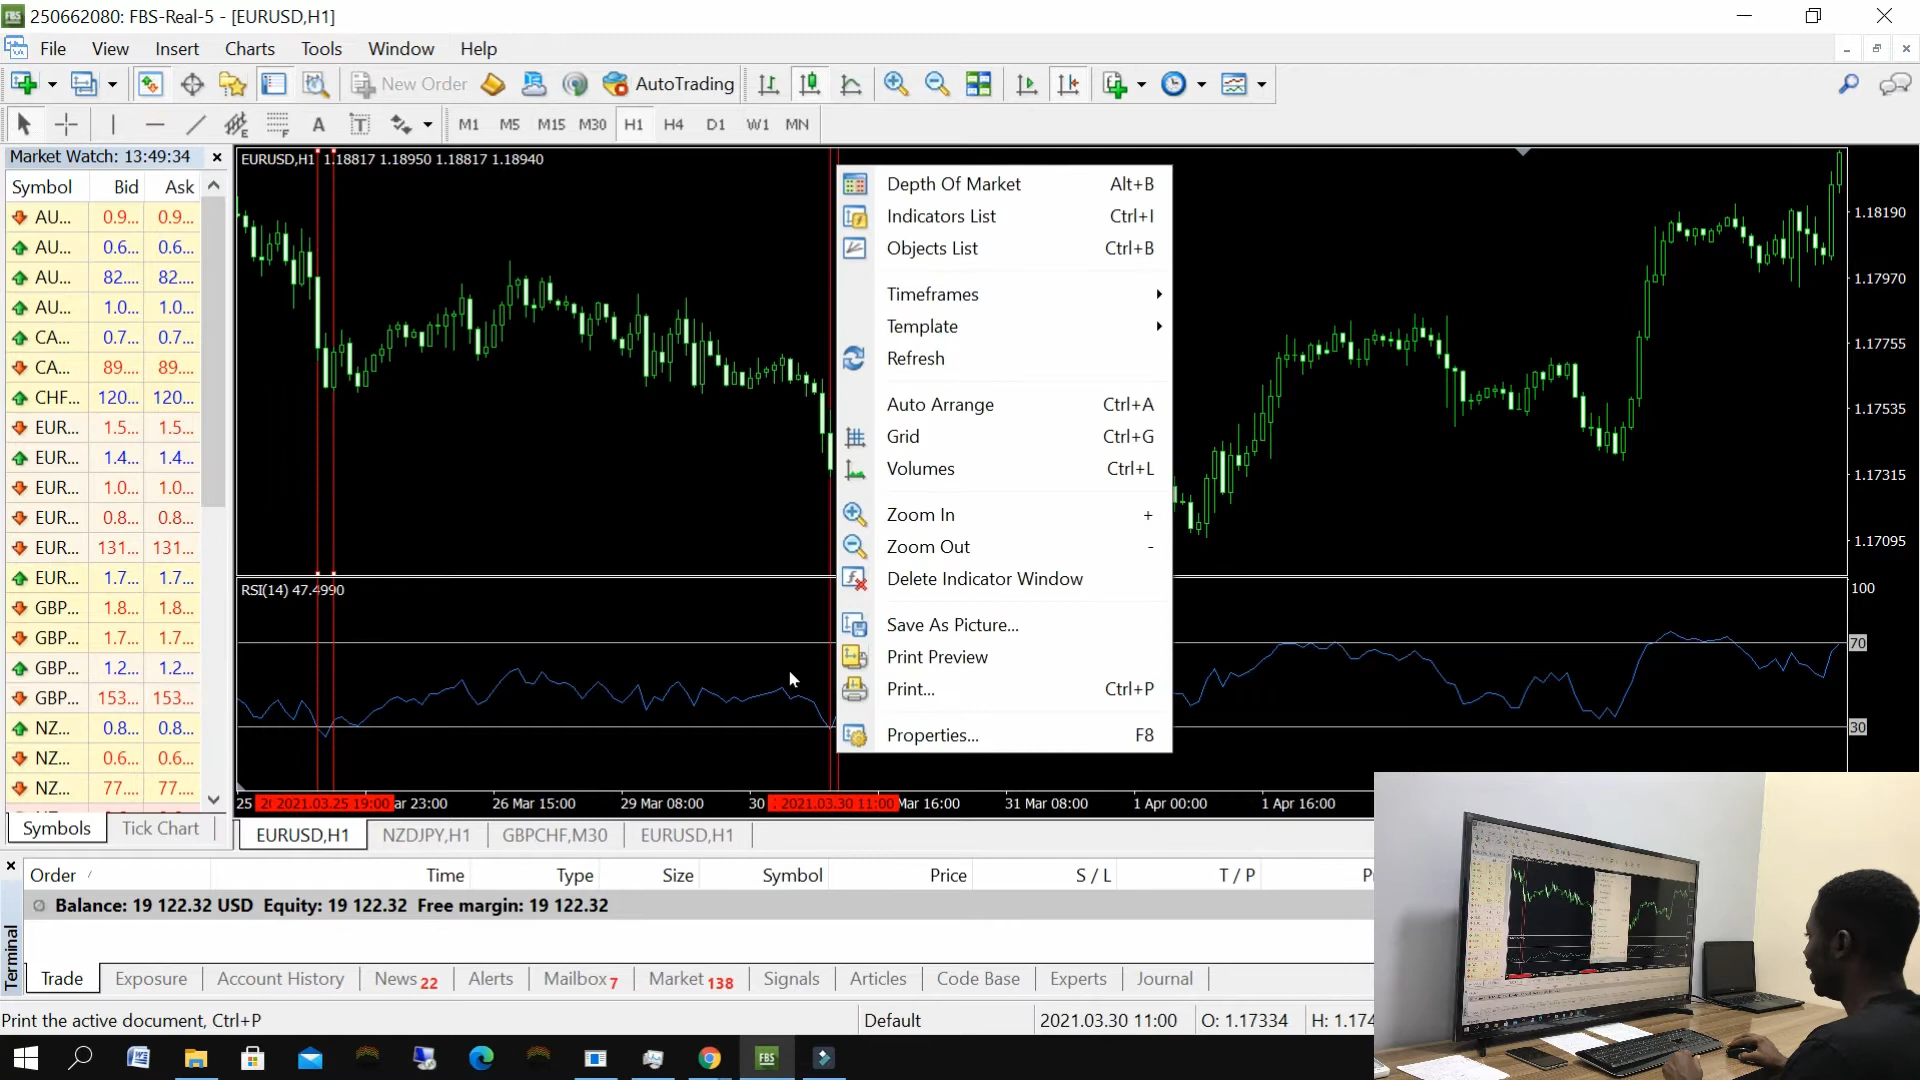 250662080: FBS-Real-5 - [EURUSD,H1]
File View Insert Charts Tools Window Help
New Order AutoTrading
A T M1 M5 M15 M30 H1 H4 D1 W1 MN
Market Watch: 13:49:34
Symbol Bid Ask
AU... 0.9... 0.9...
AU... 0.6... 0.6...
AU... 82.... 82....
AU... 1.0... 1.0...
CA... 0.7... 0.7...
CA... 89.... 89....
CHF... 120... 120...
EUR... 1.5... 1.5...
EUR... 1.4... 1.4...
EUR... 1.0... 1.0...
EUR... 0.8... 0.8...
EUR... 131... 131...
EUR... 1.7... 1.7...
GBP... 1.8... 1.8...
GBP... 1.7... 1.7...
GBP... 1.2... 1.2...
GBP... 153... 153...
NZ... 0.8... 0.8...
NZ... 0.6... 0.6...
NZ... 77.... 77....
Symbols Tick Chart
EURUSD,H1 1.18817 1.18950 1.18817 1.18940
1.18190
1.17970
1.17755
1.17535
1.17315
1.17095
Depth Of Market Alt+B
Indicators List Ctrl+I
Objects List Ctrl+B
Timeframes
Template
Refresh
Auto Arrange Ctrl+A
Grid Ctrl+G
Volumes Ctrl+L
Zoom In +
Zoom Out -
Delete Indicator Window
Save As Picture...
Print Preview
Print... Ctrl+P
Properties... F8
RSI(14) 47.4990
100
70
30
25 2021.03.25 19:00 ar 23:00 26 Mar 15:00 29 Mar 08:00 30 2021.03.30 11:00 Mar 16:00 31 Mar 08:00 1 Apr 00:00 1 Apr 16:00
EURUSD,H1 NZDJPY,H1 GBPCHF,M30 EURUSD,H1
Order Time Type Size Symbol Price S / L T / P
Balance: 19 122.32 USD Equity: 19 122.32 Free margin: 19 122.32
Terminal
Trade Exposure Account History News 22 Alerts Mailbox 7 Market 138 Signals Articles Code Base Experts Journal
Print the active document, Ctrl+P Default 2021.03.30 11:00 O: 1.17334 H: 1.174
FBS